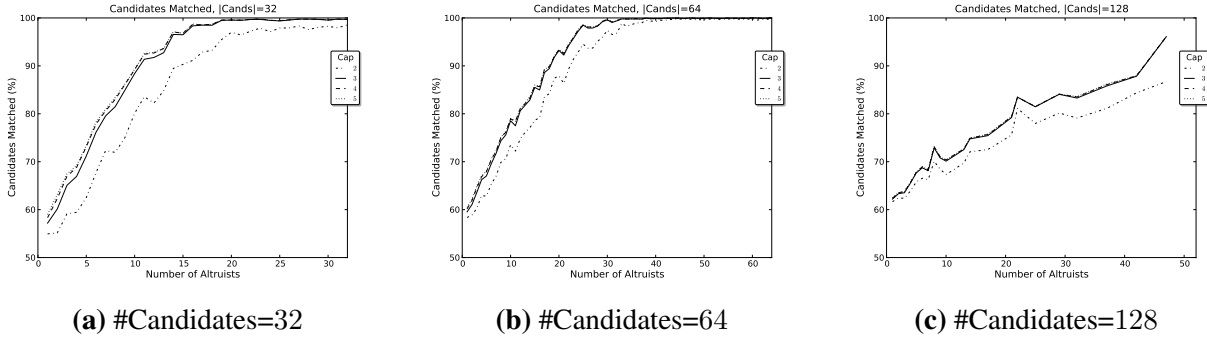 Candidates Matched, |Cands|=32
Candidates Matched (%)
100
90
80
70
60
50
0 5 10 15 20 25 30
Number of Altruists
Cap
2
3
4
5
(a) #Candidates=32
Candidates Matched, |Cands|=64
Candidates Matched (%)
100
90
80
70
60
50
0 10 20 30 40 50 60
Number of Altruists
Cap
2
3
4
5
(b) #Candidates=64
Candidates Matched, |Cands|=128
Candidates Matched (%)
100
90
80
70
60
50
0 10 20 30 40 50
Number of Altruists
Cap
2
3
4
5
(c) #Candidates=128